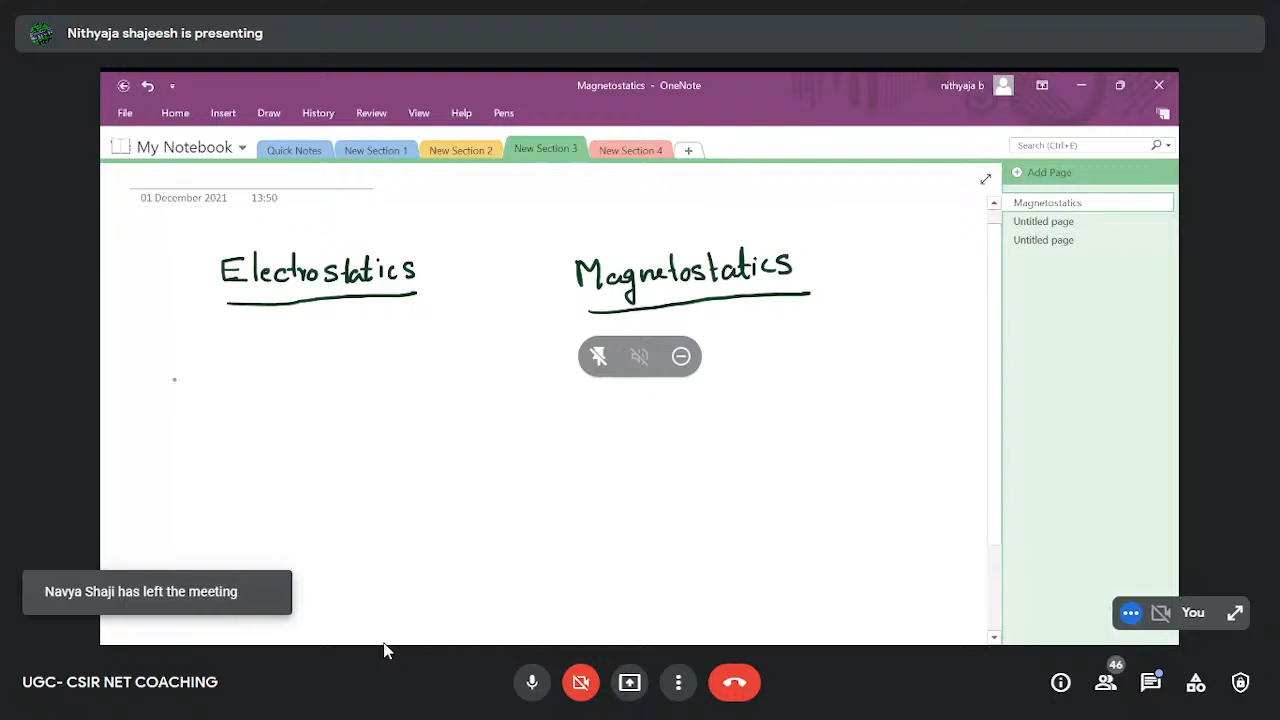 Nithyaja shajeesh is presenting
Magnetostatics - OneNote
nithyaja b
File Home Insert Draw History Review View Help Pens
My Notebook Quick Notes New Section 1 New Section 2 New Section 3 New Section 4 +
Search (Ctrl+E)
Add Page
01 December 2021 13:50
Magnetostatics
Untitled page
Untitled page
Electrostatics Magnetostatics
Navya Shaji has left the meeting
You
UGC- CSIR NET COACHING
46